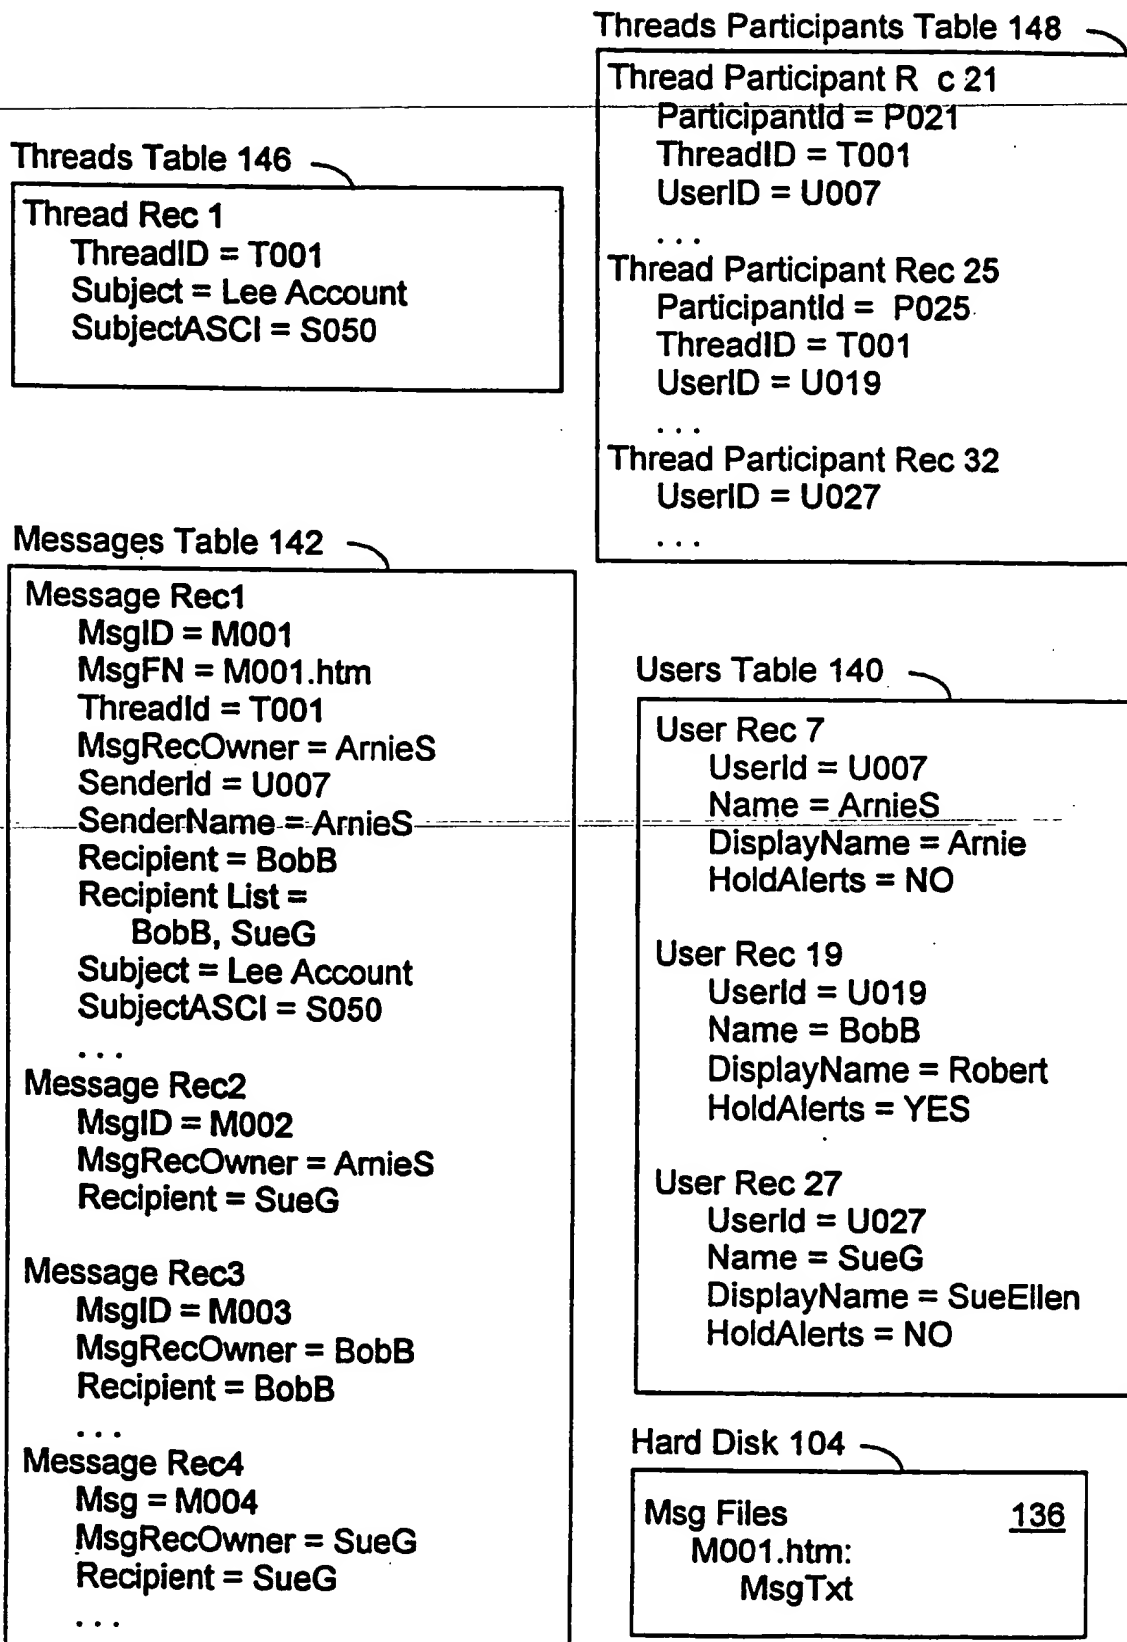 Threads Participants Table 148
Thread Participant R c 21
ParticipantId = P021
ThreadID = T001
UserID = U007
. . .
Thread Participant Rec 25
ParticipantId = P025
ThreadID = T001
UserID = U019
. . .
Thread Participant Rec 32
UserID = U027
. . .
Threads Table 146
Thread Rec 1
ThreadID = T001
Subject = Lee Account
SubjectASCI = S050
Messages Table 142
Message Rec1
MsgID = M001
MsgFN = M001.htm
ThreadId = T001
MsgRecOwner = ArnieS
SenderId = U007
SenderName = ArnieS
Recipient = BobB
Recipient List =
BobB, SueG
Subject = Lee Account
SubjectASCI = S050
. . .
Message Rec2
MsgID = M002
MsgRecOwner = ArnieS
Recipient = SueG
Message Rec3
MsgID = M003
MsgRecOwner = BobB
Recipient = BobB
. . .
Message Rec4
Msg = M004
MsgRecOwner = SueG
Recipient = SueG
. . .
Users Table 140
User Rec 7
UserId = U007
Name = ArnieS
DisplayName = Arnie
HoldAlerts = NO
User Rec 19
UserId = U019
Name = BobB
DisplayName = Robert
HoldAlerts = YES
User Rec 27
UserId = U027
Name = SueG
DisplayName = SueEllen
HoldAlerts = NO
Hard Disk 104
Msg Files 136
M001.htm:
MsgTxt